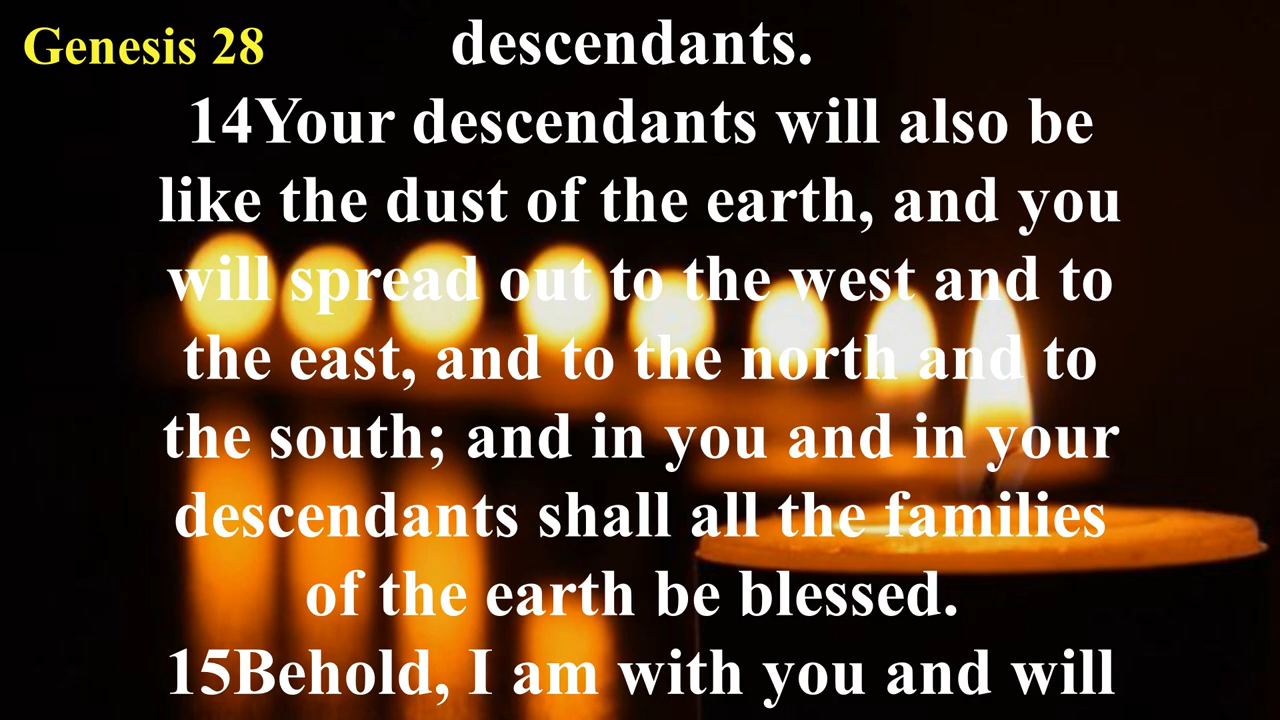 Genesis 28
descendants.
14Your descendants will also be
like the dust of the earth, and you
will spread out to the west and to
the east, and to the north and to
the south; and in you and in your
descendants shall all the families
of the earth be blessed.
15Behold, I am with you and will